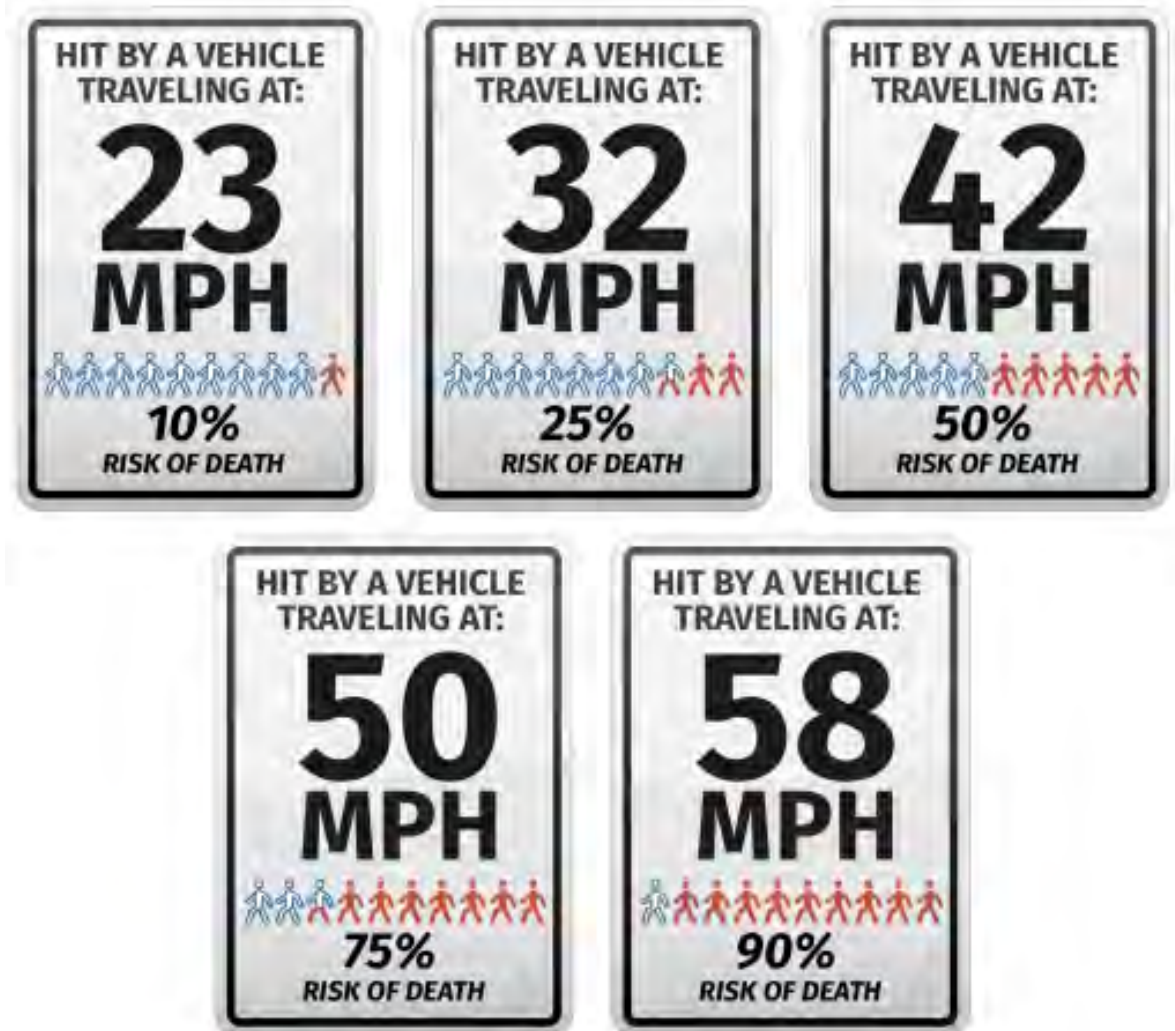 HIT BY A VEHICLE
TRAVELING AT:
23
MPH
10%
RISK OF DEATH
HIT BY A VEHICLE
TRAVELING AT:
32
MPH
25%
RISK OF DEATH
HIT BY A VEHICLE
TRAVELING AT:
42
MPH
50%
RISK OF DEATH
HIT BY A VEHICLE
TRAVELING AT:
50
MPH
75%
RISK OF DEATH
HIT BY A VEHICLE
TRAVELING AT:
58
MPH
90%
RISK OF DEATH